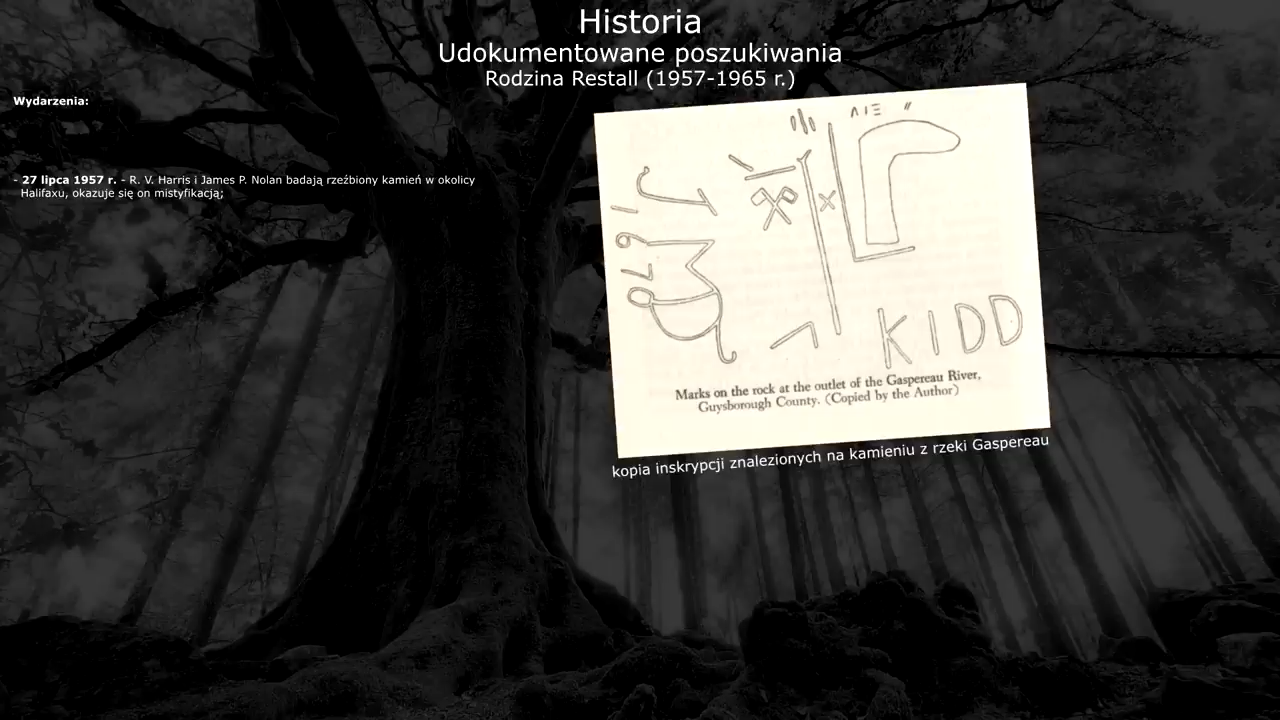 Historia
Udokumentowane poszukiwania
Rodzina Restall (1957-1965 r.)
Wydarzenia:
- 27 lipca 1957 r. - R. V. Harris i James P. Nolan badają rzeźbiony kamień w okolicy
Halifaxu, okazuje się on mistyfikacją;
1670
KIDD
Marks on the rock at the outlet of the Gaspereau River,
Guysborough County. (Copied by the Author)
kopia inskrypcji znalezionych na kamieniu z rzeki Gaspereau